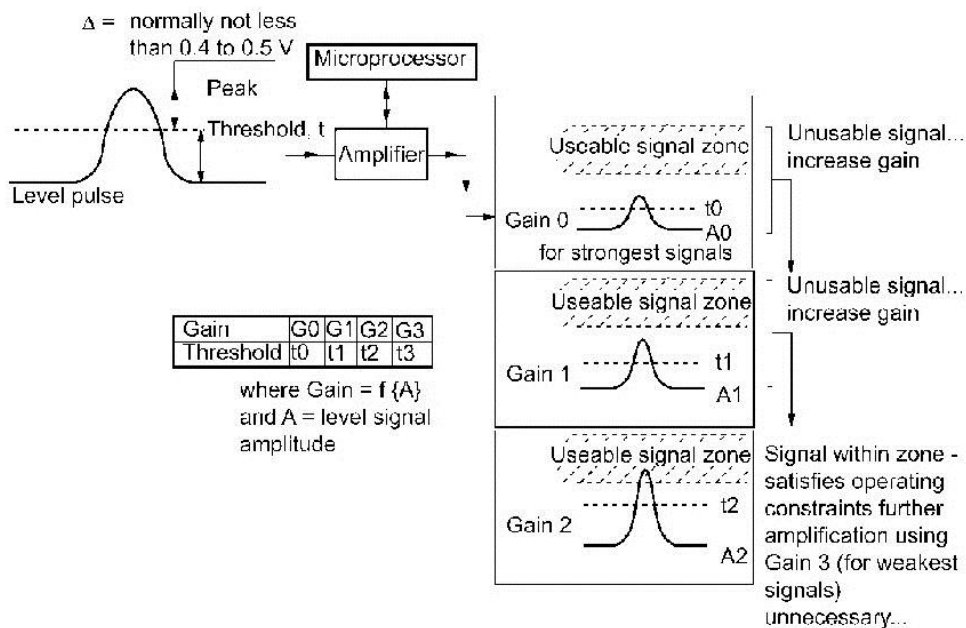 Δ = normally not less
than 0.4 to 0.5 V
Microprocessor
Peak
Threshold, t
Amplifier
Level pulse
Useable signal zone
Gain 0
t0
A0
for strongest signals
Unusable signal...
increase gain
Useable signal zone
Gain 1
t1
A1
Unusable signal...
increase gain
Gain G0 G1 G2 G3
Threshold t0 t1 t2 t3
where Gain = f {A}
and A = level signal
amplitude
Useable signal zone
Gain 2
t2
A2
Signal within zone -
satisfies operating
constraints further
amplification using
Gain 3 (for weakest
signals)
unnecessary...